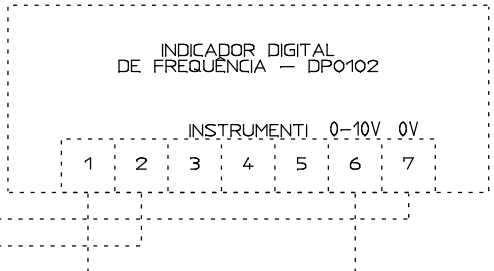 INDICADOR DIGITAL
DE FREQUÊNCIA — DP0102
INSTRUMENTI 0-10V 0V
1 2 3 4 5 6 7